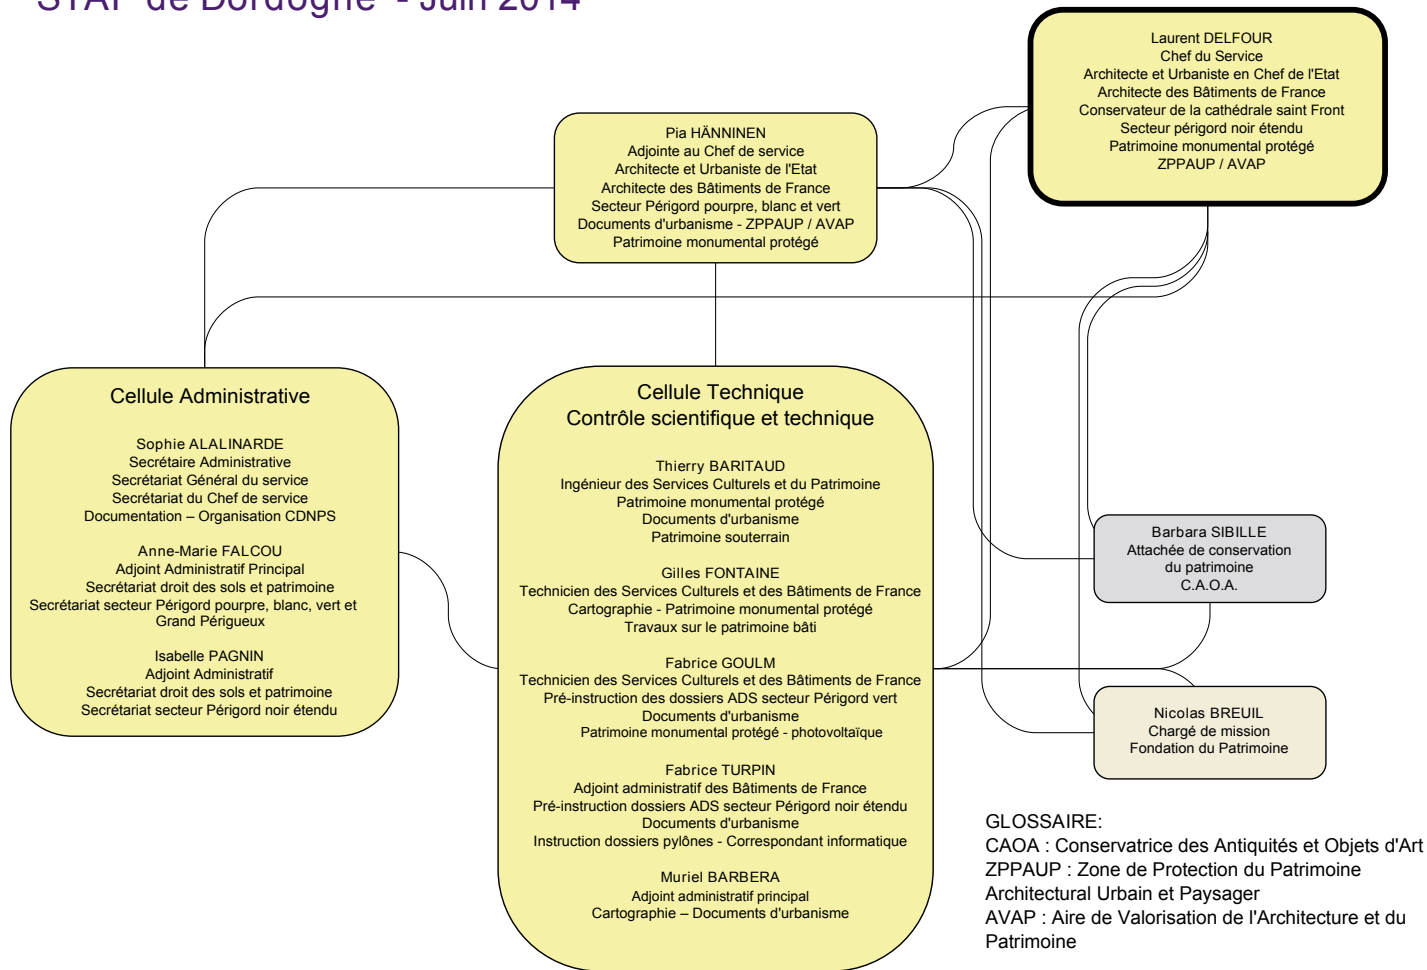 STAP de Dordogne - Juin 2014
Laurent DELFOUR
Chef du Service
Architecte et Urbaniste en Chef de l'Etat
Architecte des Bâtiments de France
Conservateur de la cathédrale saint Front
Secteur périgord noir étendu
Patrimoine monumental protégé
ZPPAUP / AVAP
Pia HÄNNINEN
Adjointe au Chef de service
Architecte et Urbaniste de l'Etat
Architecte des Bâtiments de France
Secteur Périgord pourpre, blanc et vert
Documents d'urbanisme - ZPPAUP / AVAP
Patrimoine monumental protégé
Cellule Administrative
Sophie ALALINARDE
Secrétaire Administrative
Secrétariat Général du service
Secrétariat du Chef de service
Documentation – Organisation CDNPS
Anne-Marie FALCOU
Adjoint Administratif Principal
Secrétariat droit des sols et patrimoine
Secrétariat secteur Périgord pourpre, blanc, vert et
Grand Périgueux
Isabelle PAGNIN
Adjoint Administratif
Secrétariat droit des sols et patrimoine
Secrétariat secteur Périgord noir étendu
Cellule Technique
Contrôle scientifique et technique
Thierry BARITAUD
Ingénieur des Services Culturels et du Patrimoine
Patrimoine monumental protégé
Documents d'urbanisme
Patrimoine souterrain
Gilles FONTAINE
Technicien des Services Culturels et des Bâtiments de France
Cartographie - Patrimoine monumental protégé
Travaux sur le patrimoine bâti
Fabrice GOULM
Technicien des Services Culturels et des Bâtiments de France
Pré-instruction des dossiers ADS secteur Périgord vert
Documents d'urbanisme
Patrimoine monumental protégé - photovoltaïque
Fabrice TURPIN
Adjoint administratif des Bâtiments de France
Pré-instruction dossiers ADS secteur Périgord noir étendu
Documents d'urbanisme
Instruction dossiers pylônes - Correspondant informatique
Muriel BARBERA
Adjoint administratif principal
Cartographie – Documents d'urbanisme
Barbara SIBILLE
Attachée de conservation
du patrimoine
C.A.O.A.
Nicolas BREUIL
Chargé de mission
Fondation du Patrimoine
GLOSSAIRE:
CAOA : Conservatrice des Antiquités et Objets d'Art
ZPPAUP : Zone de Protection du Patrimoine
Architectural Urbain et Paysager
AVAP : Aire de Valorisation de l'Architecture et du
Patrimoine